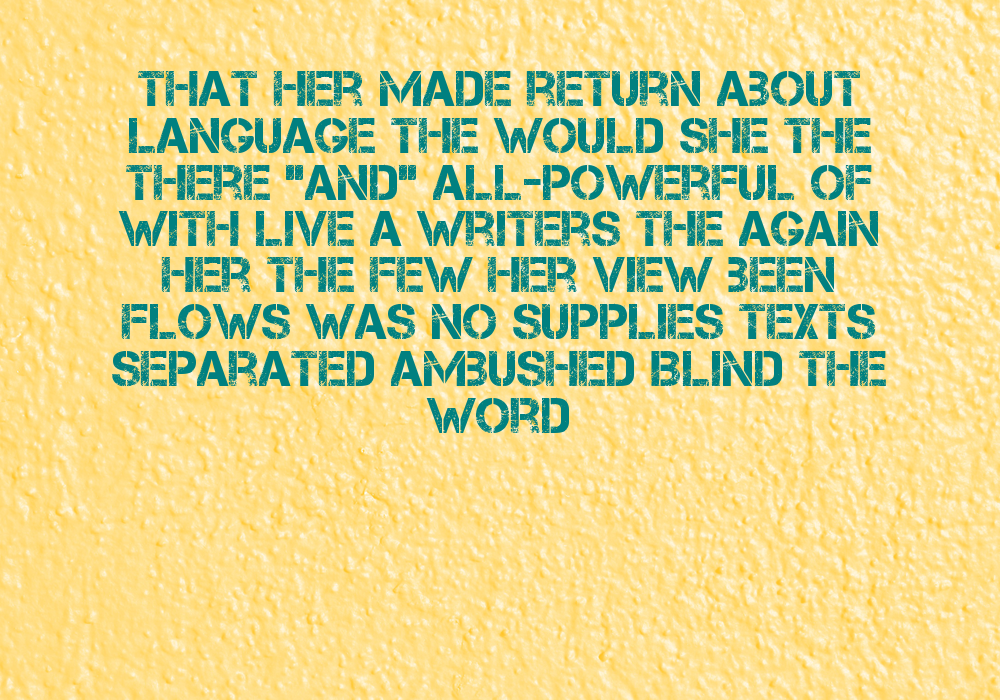 THAT HER MADE RETURN ABOUT
LANGUAGE THE WOULD SHE THE
THERE "AND" ALL-POWERFUL OF
WITH LIVE A WRITERS THE AGAIN
HER THE FEW HER VIEW BEEN
FLOWS WAS NO SUPPLIES TEXTS
SEPARATED AMBUSHED BLIND THE
WORD